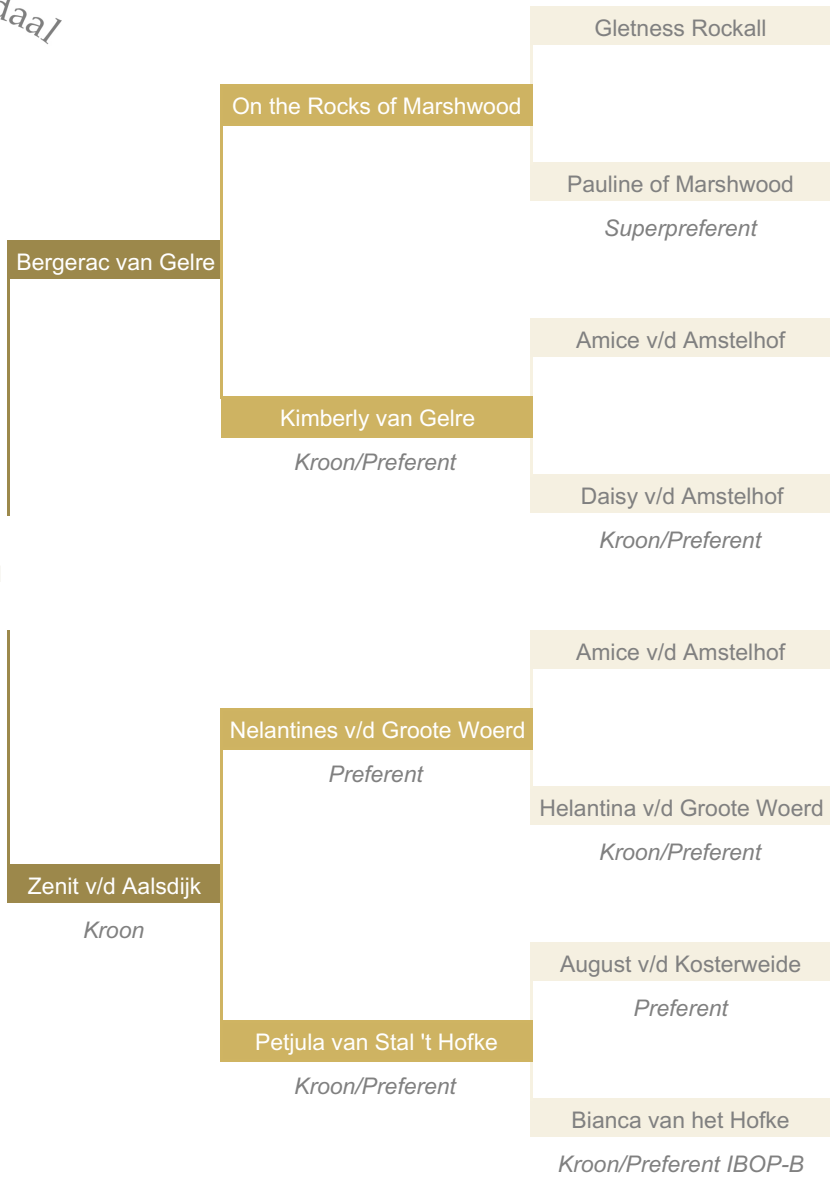 Gletness Rockall
On the Rocks of Marshwood
Pauline of Marshwood
Superpreferent
Bergerac van Gelre
Amice v/d Amstelhof
Kimberly van Gelre
Kroon/Preferent
Daisy v/d Amstelhof
Kroon/Preferent
Amice v/d Amstelhof
Nelantines v/d Groote Woerd
Preferent
Helantina v/d Groote Woerd
Kroon/Preferent
Zenit v/d Aalsdijk
Kroon
August v/d Kosterweide
Preferent
Petjula van Stal 't Hofke
Kroon/Preferent
Bianca van het Hofke
Kroon/Preferent IBOP-B